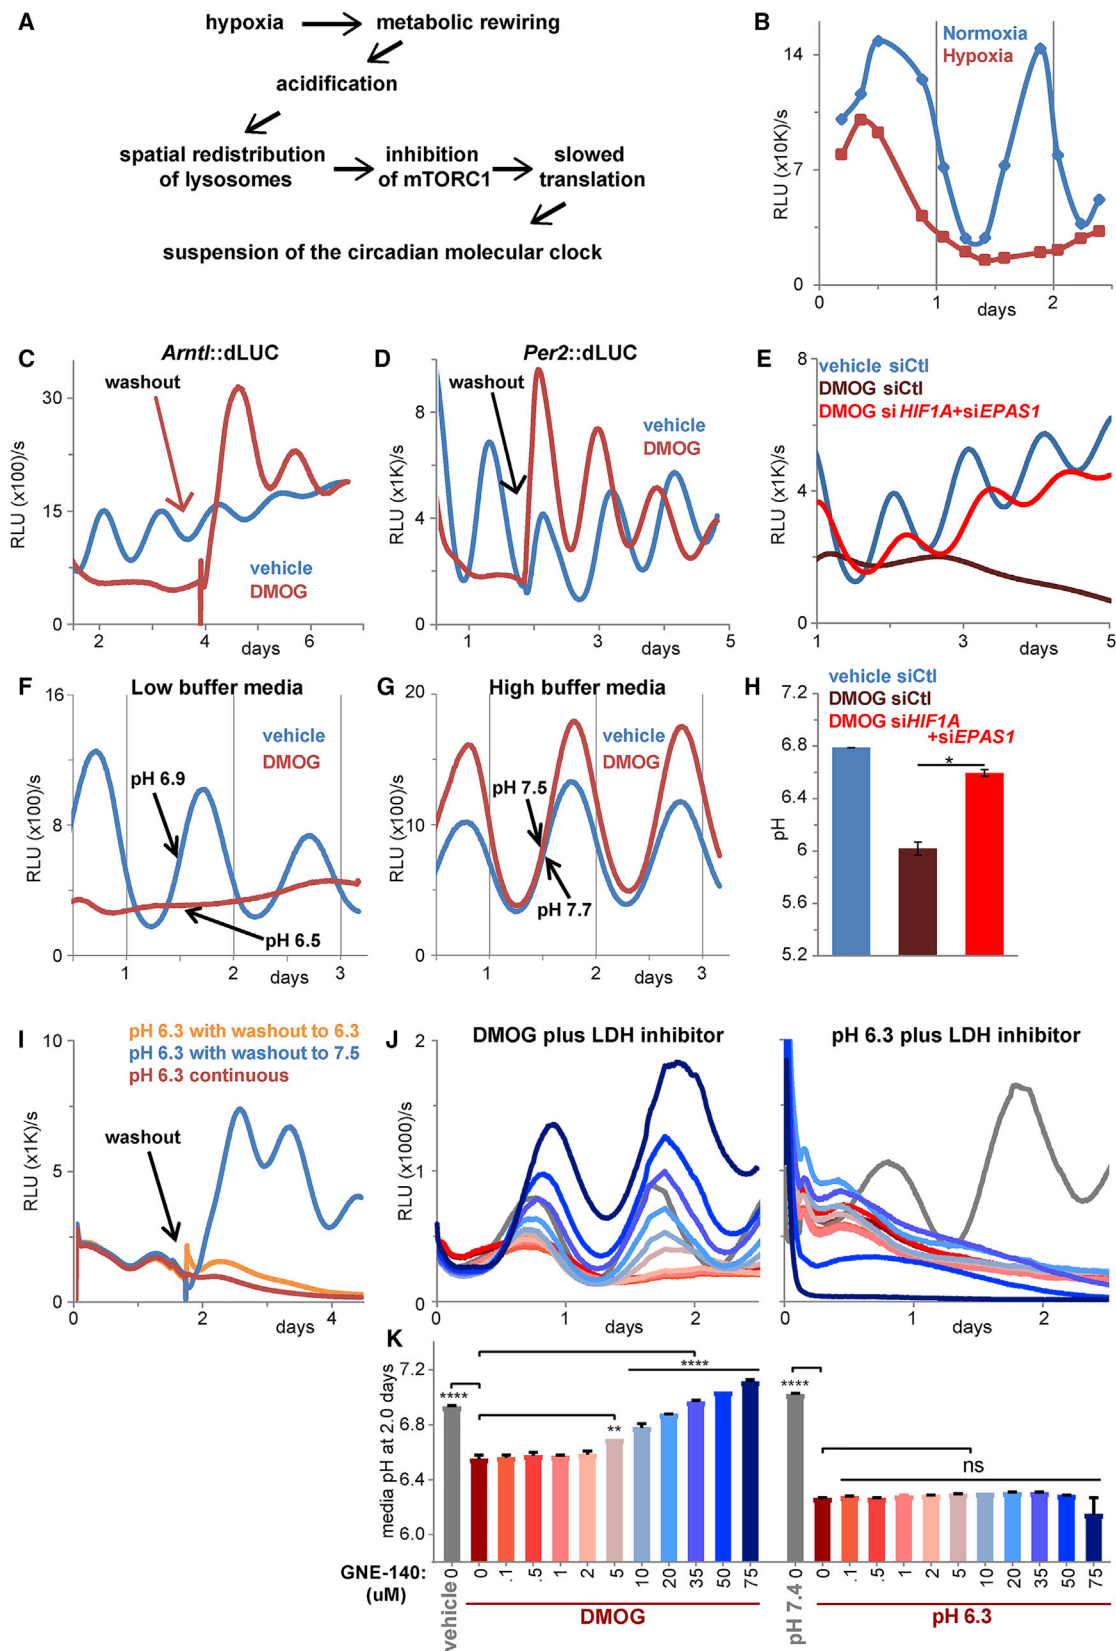 A
hypoxia
metabolic rewiring
acidification
spatial redistribution
of lysosomes
inhibition
of mTORC1
slowed
translation
suspension of the circadian molecular clock
B
Normoxia
Hypoxia
RLU (x10K)/s
14
7
0
0 1 2
days
C
Arntl::dLUC
washout
vehicle
DMOG
RLU (x100)/s
30
15
0
2 4 6
days
D
Per2::dLUC
washout
vehicle
DMOG
RLU (x1K)/s
8
4
0
1 3 5
days
E
vehicle siCtl
DMOG siCtl
DMOG siHIF1A+siEPAS1
RLU (x1K)/s
8
4
0
1 3 5
days
F
Low buffer media
vehicle
DMOG
pH 6.9
pH 6.5
RLU (x100)/s
16
8
0
1 2 3
days
G
High buffer media
vehicle
DMOG
pH 7.5
pH 7.7
RLU (x100)/s
20
10
0
1 2 3
days
H
vehicle siCtl
DMOG siCtl
DMOG siHIF1A
+siEPAS1
*
pH
7.2
6.8
6.4
6
5.6
5.2
I
pH 6.3 with washout to 6.3
pH 6.3 with washout to 7.5
pH 6.3 continuous
washout
RLU (x1K)/s
10
5
0
0 2 4
days
J
DMOG plus LDH inhibitor
RLU (x1000)/s
2
1
0
0 1 2
days
pH 6.3 plus LDH inhibitor
0 1 2
days
K
media pH at 2.0 days
7.2
6.8
6.4
6.0
****
**
****
****
ns
GNE-140:
(uM)
0 0 .1 .5 1 2 5 10 20 35 50 75
vehicle
DMOG
0 0 .1 .5 1 2 5 10 20 35 50 75
pH 7.4
pH 6.3